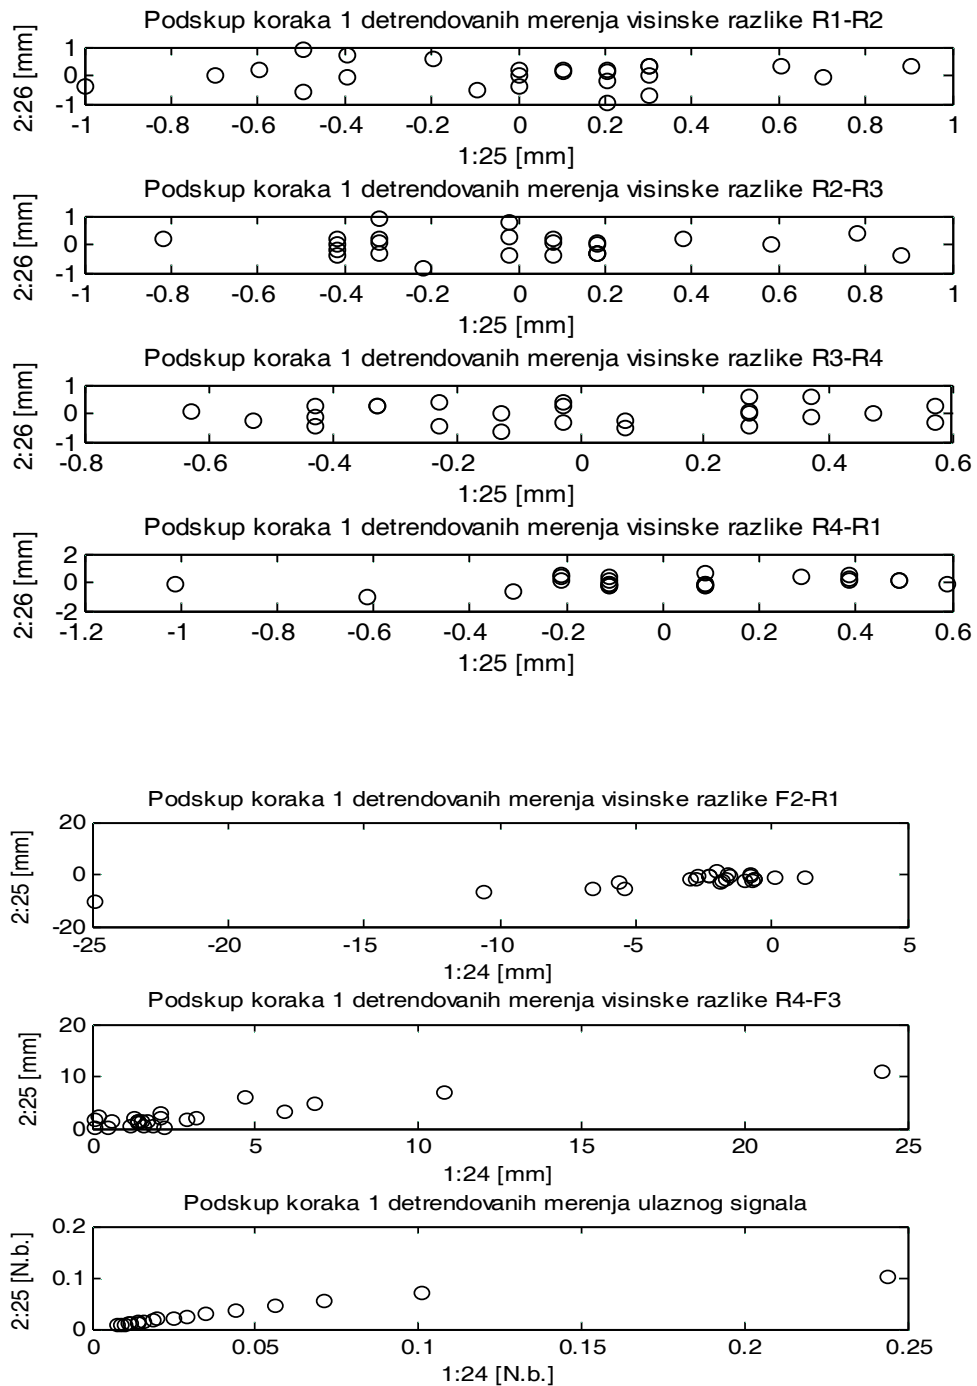 Podskup koraka 1 detrendovanih merenja visinske razlike R1-R2
1
0
-1
2:26 [mm]
-1 -0.8 -0.6 -0.4 -0.2 0 0.2 0.4 0.6 0.8 1
1:25 [mm]
Podskup koraka 1 detrendovanih merenja visinske razlike R2-R3
1
0
-1
2:26 [mm]
-1 -0.8 -0.6 -0.4 -0.2 0 0.2 0.4 0.6 0.8 1
1:25 [mm]
Podskup koraka 1 detrendovanih merenja visinske razlike R3-R4
1
0
-1
2:26 [mm]
-0.8 -0.6 -0.4 -0.2 0 0.2 0.4 0.6
1:25 [mm]
Podskup koraka 1 detrendovanih merenja visinske razlike R4-R1
2
0
-2
2:26 [mm]
-1.2 -1 -0.8 -0.6 -0.4 -0.2 0 0.2 0.4 0.6
1:25 [mm]
Podskup koraka 1 detrendovanih merenja visinske razlike F2-R1
20
0
-20
2:25 [mm]
-25 -20 -15 -10 -5 0 5
1:24 [mm]
Podskup koraka 1 detrendovanih merenja visinske razlike R4-F3
20
10
0
2:25 [mm]
0 5 10 15 20 25
1:24 [mm]
Podskup koraka 1 detrendovanih merenja ulaznog signala
0.2
0.1
0
2:25 [N.b.]
0 0.05 0.1 0.15 0.2 0.25
1:24 [N.b.]